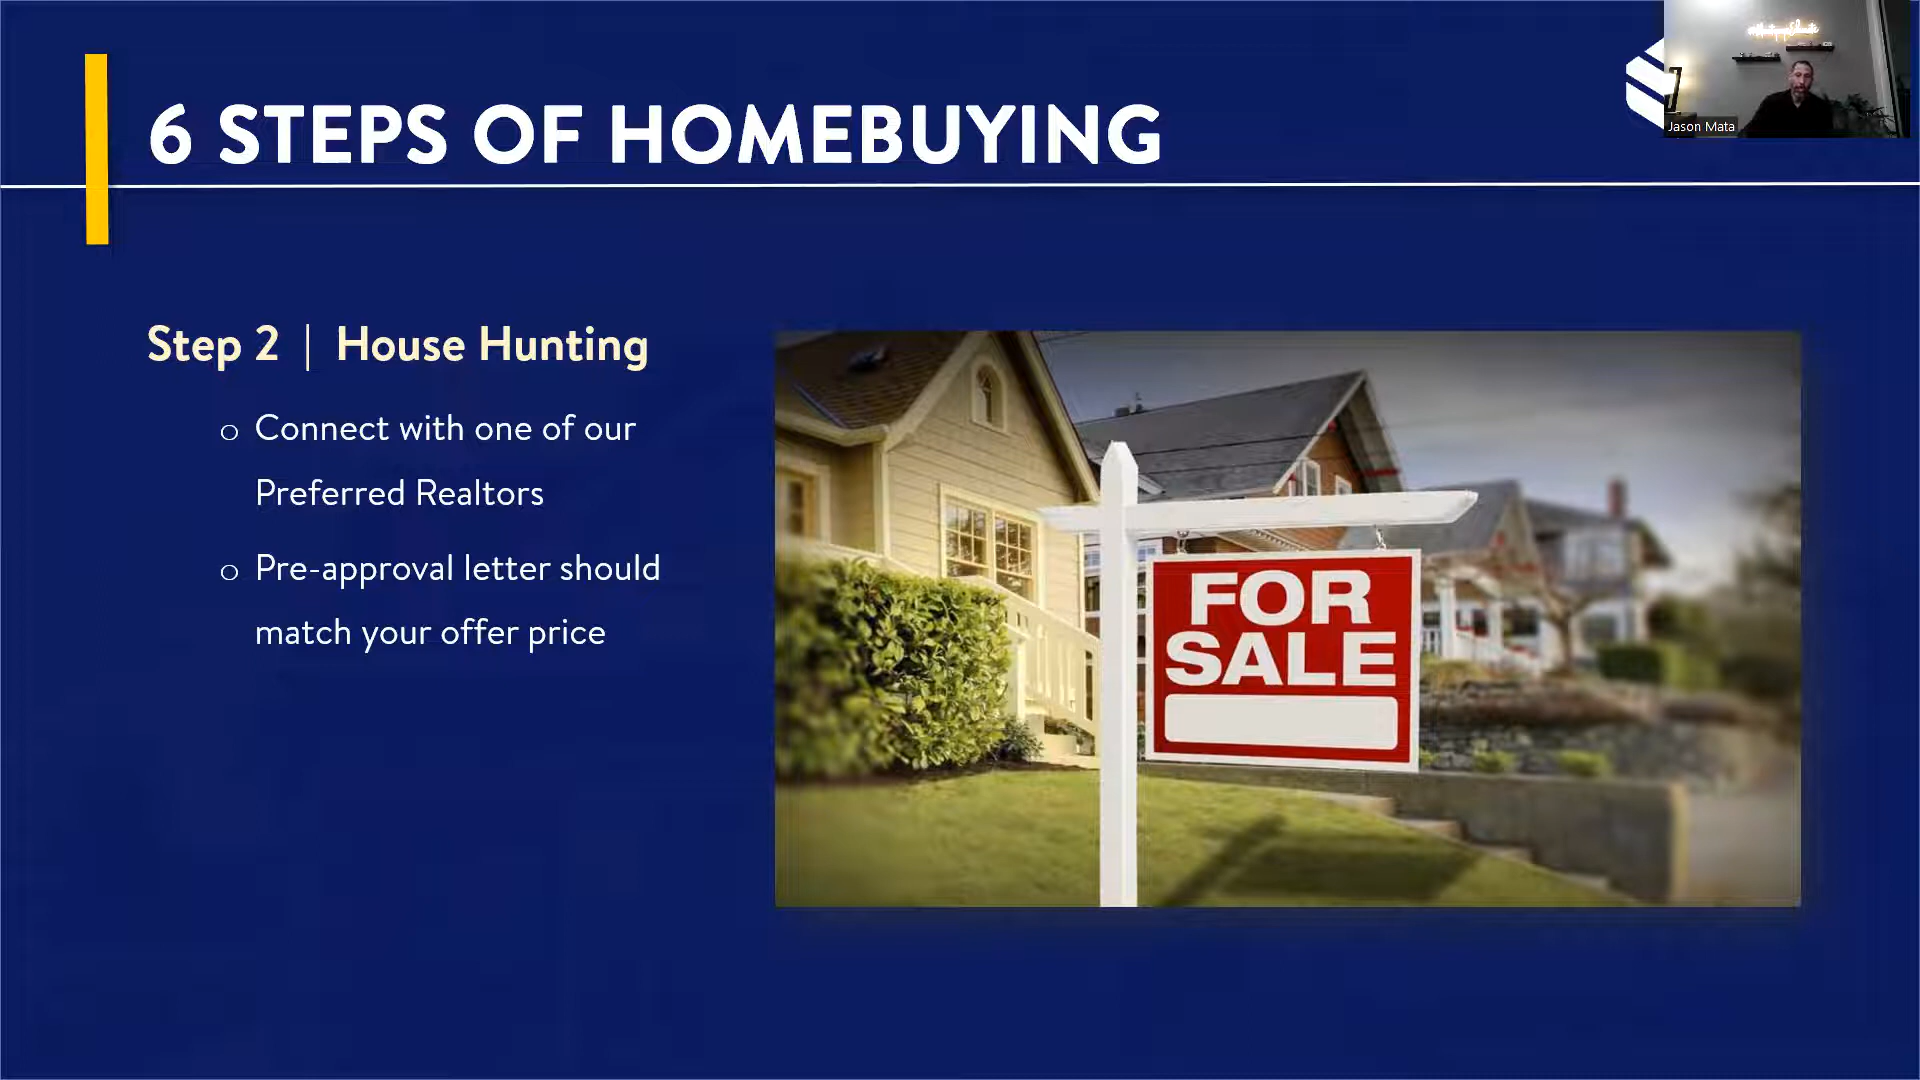 6 STEPS OF HOMEBUYING
Jason Mata
Step 2 | House Hunting
o Connect with one of our
Preferred Realtors
o Pre-approval letter should
match your offer price
FOR
SALE